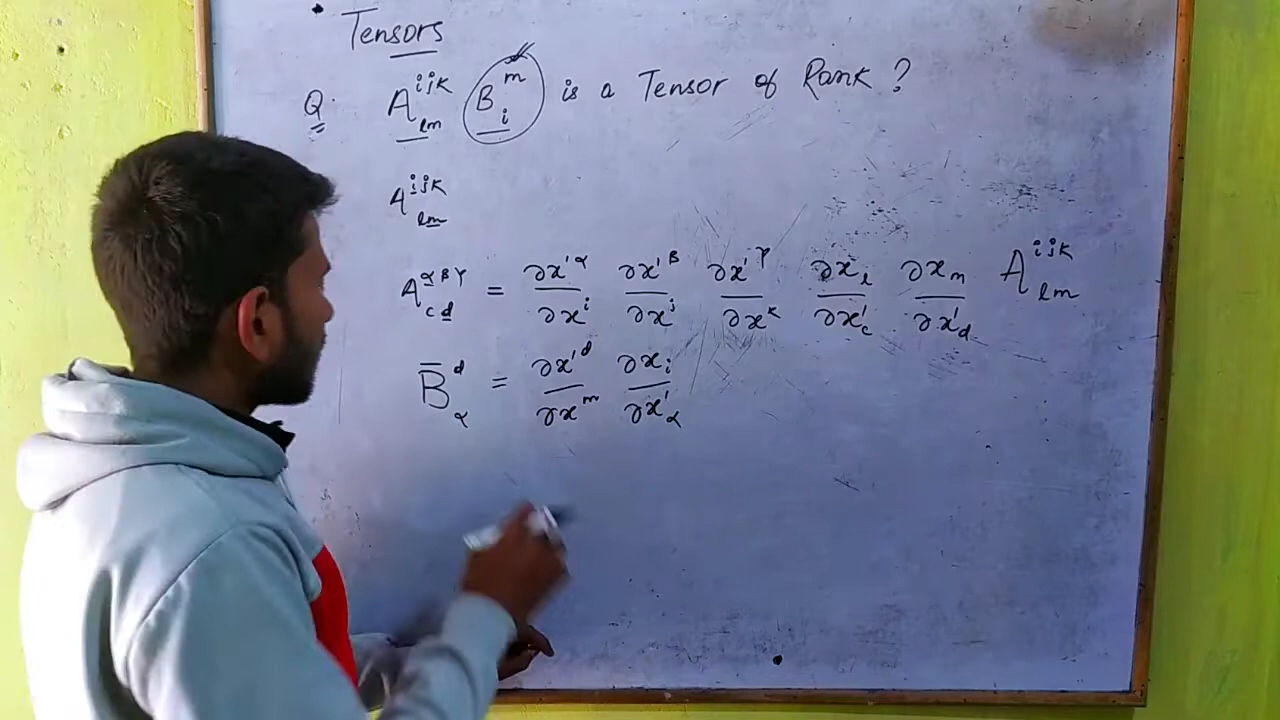 • Tensors
Q. A^{ijk}_{lm} B^m_i is a Tensor of Rank ?
A^{ijk}_{lm}
A^{αβγ}_{cd} = ∂x'^α/∂x^i ∂x'^β/∂x^j ∂x'^γ/∂x^k ∂x_l/∂x'_c ∂x_m/∂x'_d A^{ijk}_{lm}
B̄^d_α = ∂x'^d/∂x^m ∂x_i/∂x'_α